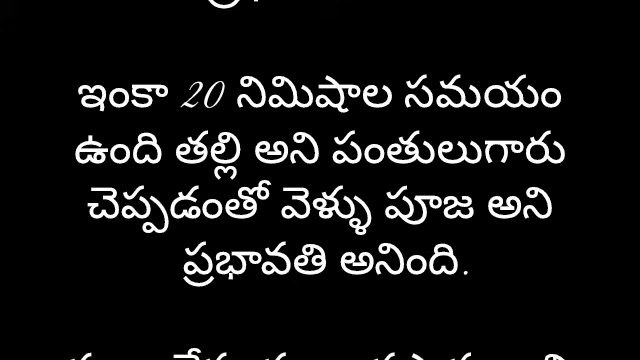 ఇంకా 20 నిమిషాల సమయం
ఉంది తల్లి అని పంతులుగారు
చెప్పడంతో వెళ్ళు పూజ అని
ప్రభావతి అనింది.